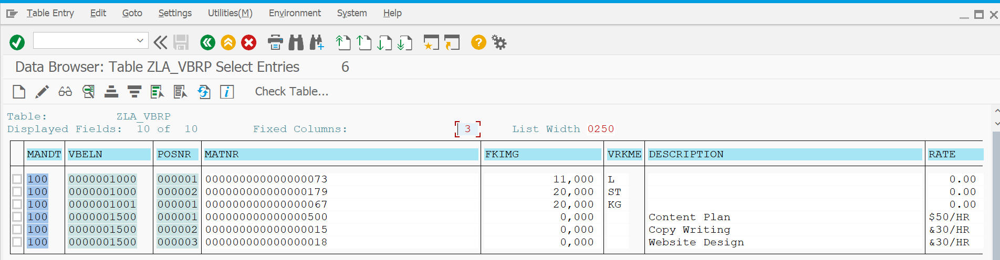 Table Entry Edit Goto Settings Utilities(M) Environment System Help
Data Browser: Table ZLA_VBRP Select Entries 6
Check Table...
Table: ZLA_VBRP
Displayed Fields: 10 of 10 Fixed Columns: 3 List Width 0250
MANDT VBELN POSNR MATNR FKIMG VRKME DESCRIPTION RATE
100 0000001000 000001 000000000000000073 11,000 L 0.00
100 0000001000 000002 000000000000000179 20,000 ST 0.00
100 0000001001 000001 000000000000000067 20,000 KG 0.00
100 0000001500 000001 000000000000000500 0,000 Content Plan $50/HR
100 0000001500 000002 000000000000000015 0,000 Copy Writing &30/HR
100 0000001500 000003 000000000000000018 0,000 Website Design &30/HR